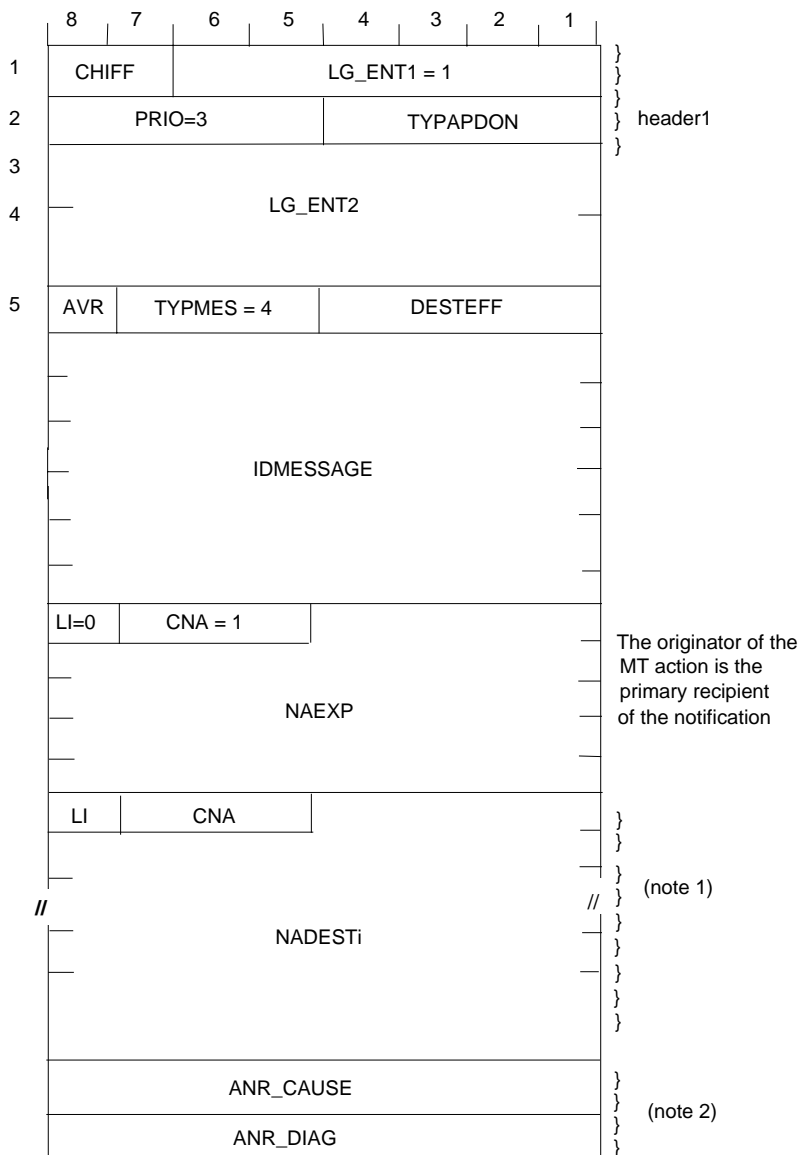 8 7 6 5 4 3 2 1
1 CHIFF LG_ENT1 = 1 }
}
}
2 PRIO=3 TYPAPDON } header1
}
3
4 LG_ENT2
5 AVR TYPMES = 4 DESTEFF
IDMESSAGE
LI=0 CNA = 1
The originator of the
MT action is the
primary recipient
of the notification
NAEXP
LI CNA }
}
}
(note 1)
// // }
}
NADESTi }
}
}
}
ANR_CAUSE }
}
(note 2)
}
ANR_DIAG }